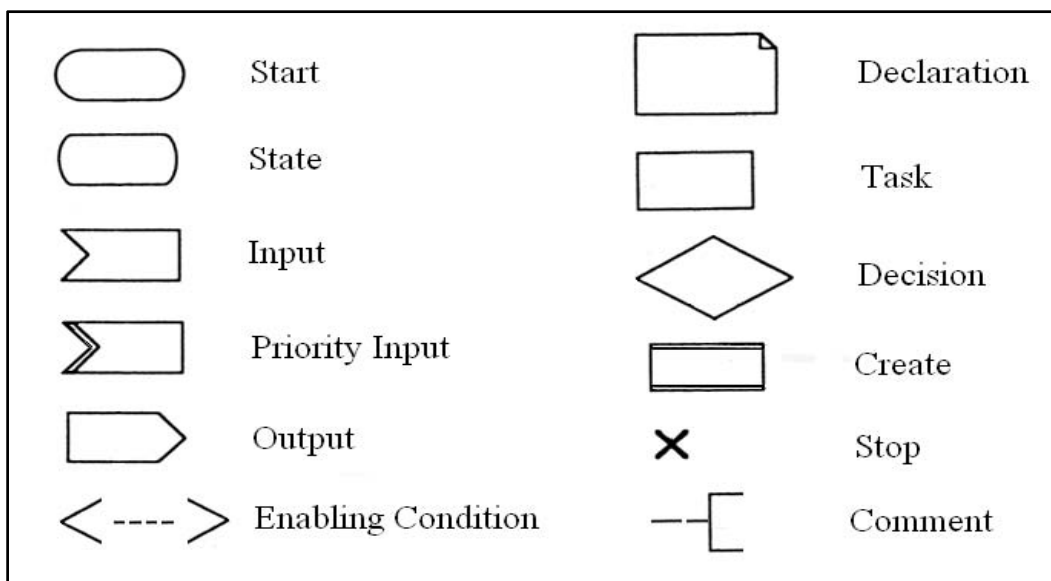 Start
State
Input
Priority Input
Output
Enabling Condition
Declaration
Task
Decision
Create
Stop
Comment